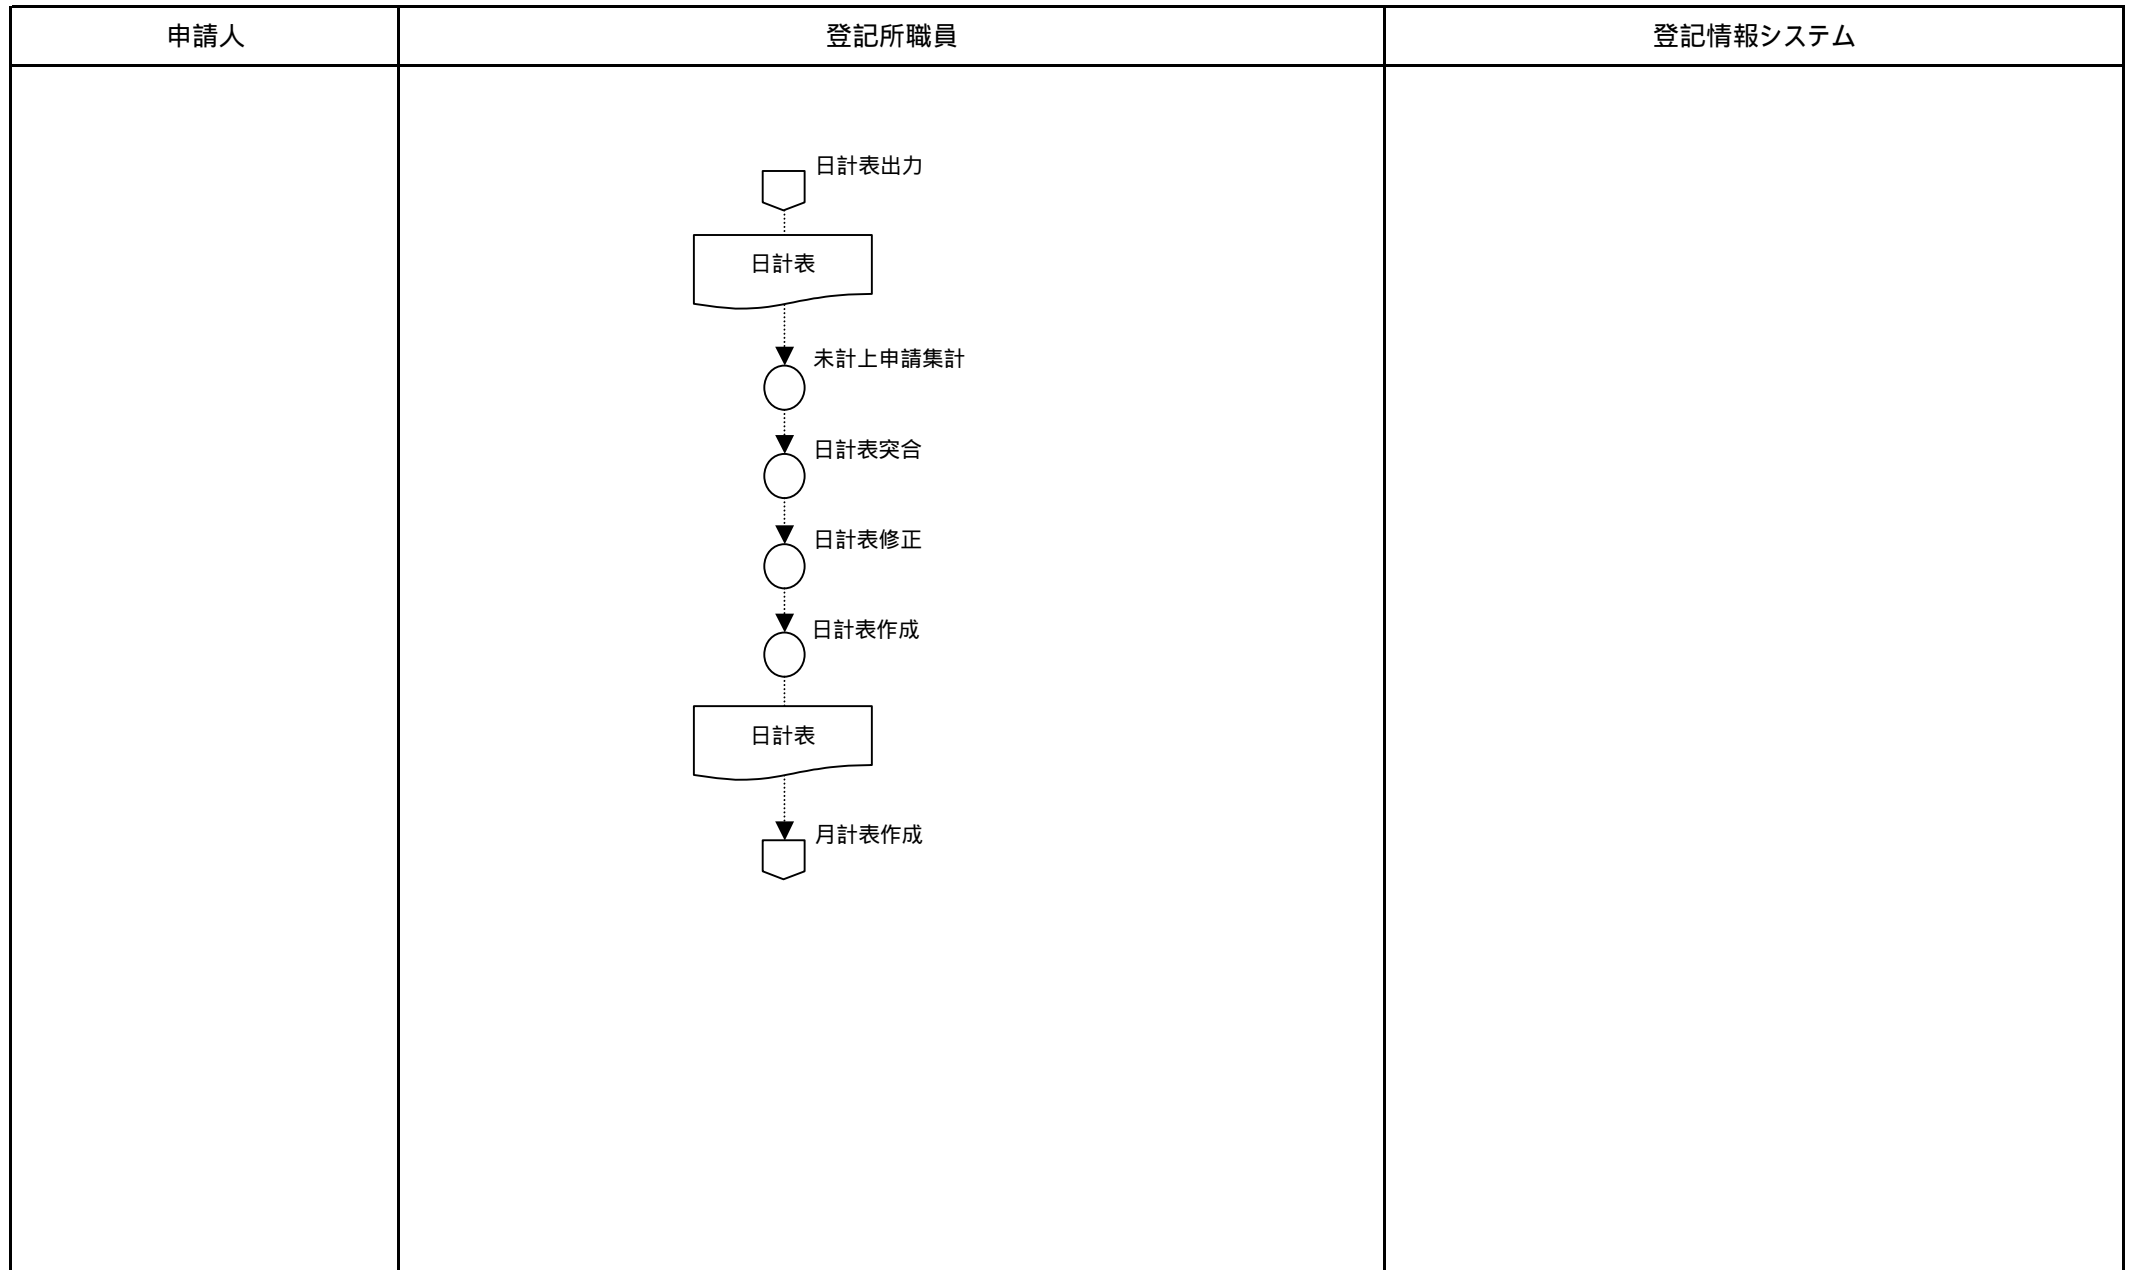 申請人
登記所職員
登記情報システム
日計表出力
日計表
未計上申請集計
日計表突合
日計表修正
日計表作成
日計表
月計表作成